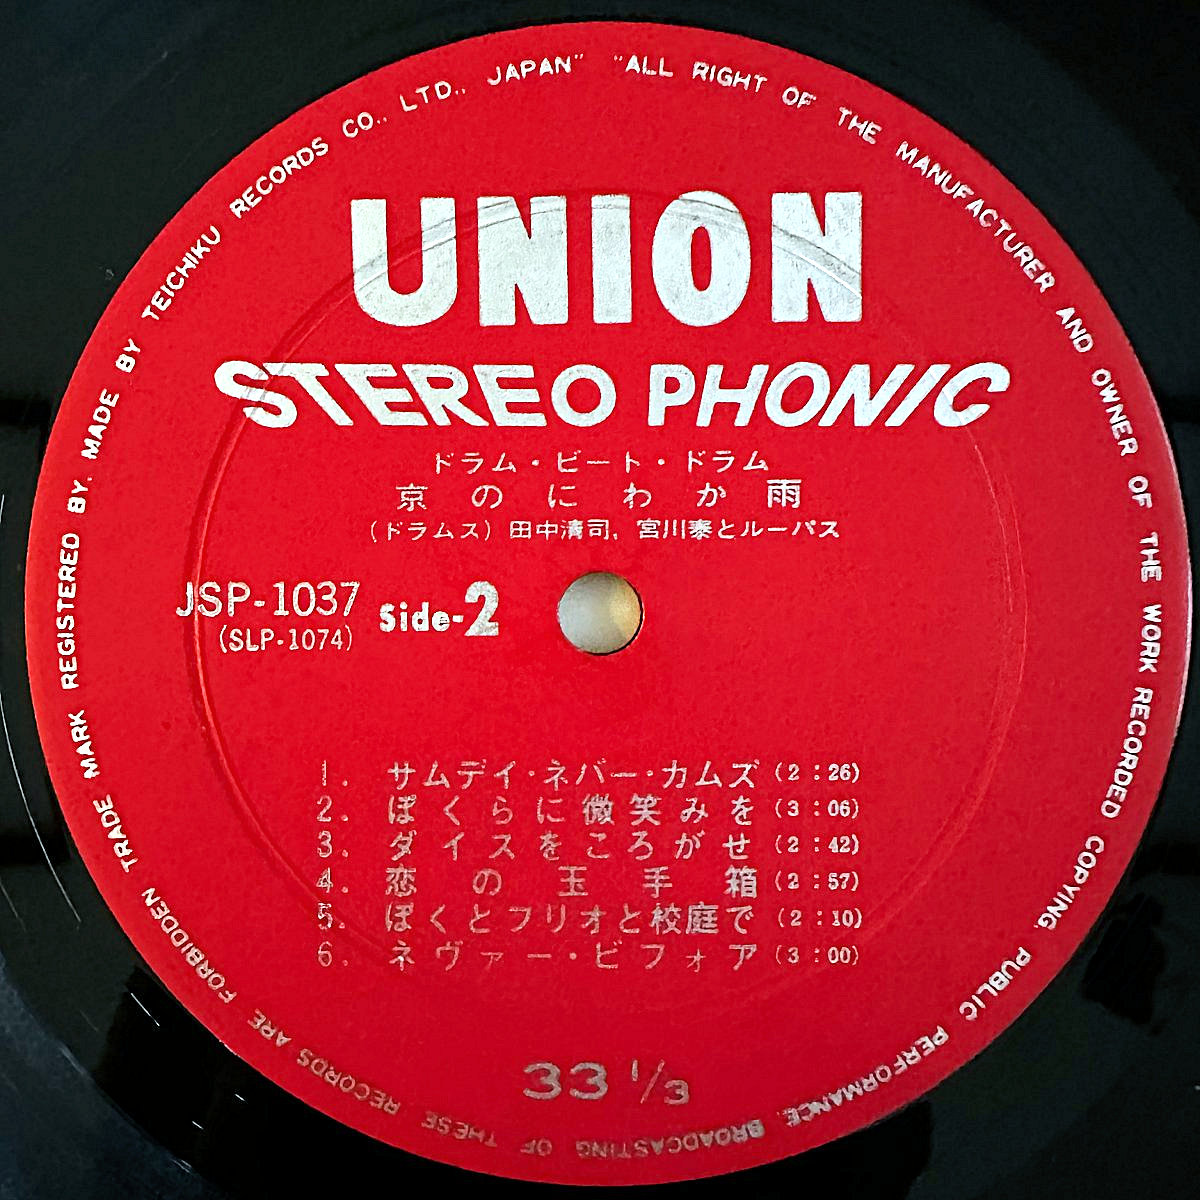 TRADE MARK REGISTERED BY. MADE BY TEICHIKU RECORDS CO., LTD., JAPAN" "ALL RIGHT OF THE MANUFACTURER AND OWNER OF THE WORK RECORDED COPYING, PUBLIC PERFORMANCE, BROADCASTING OF THESE RECORDS ARE FORBIDDEN
UNION
STEREO PHONIC
ドラム・ビート・ドラム
京のにわか雨
(ドラムス) 田中清司, 宮川泰とルーパス
JSP-1037 Side-2
(SLP-1074)
1. サムデイ・ネバー・カムズ (2:26)
2. ぼくらに微笑みを (3:06)
3. ダイスをころがせ (2:42)
4. 恋の玉手箱 (2:57)
5. ぼくとフリオと校庭で (2:10)
6. ネヴァー・ビフォア (3:00)
33 1/3